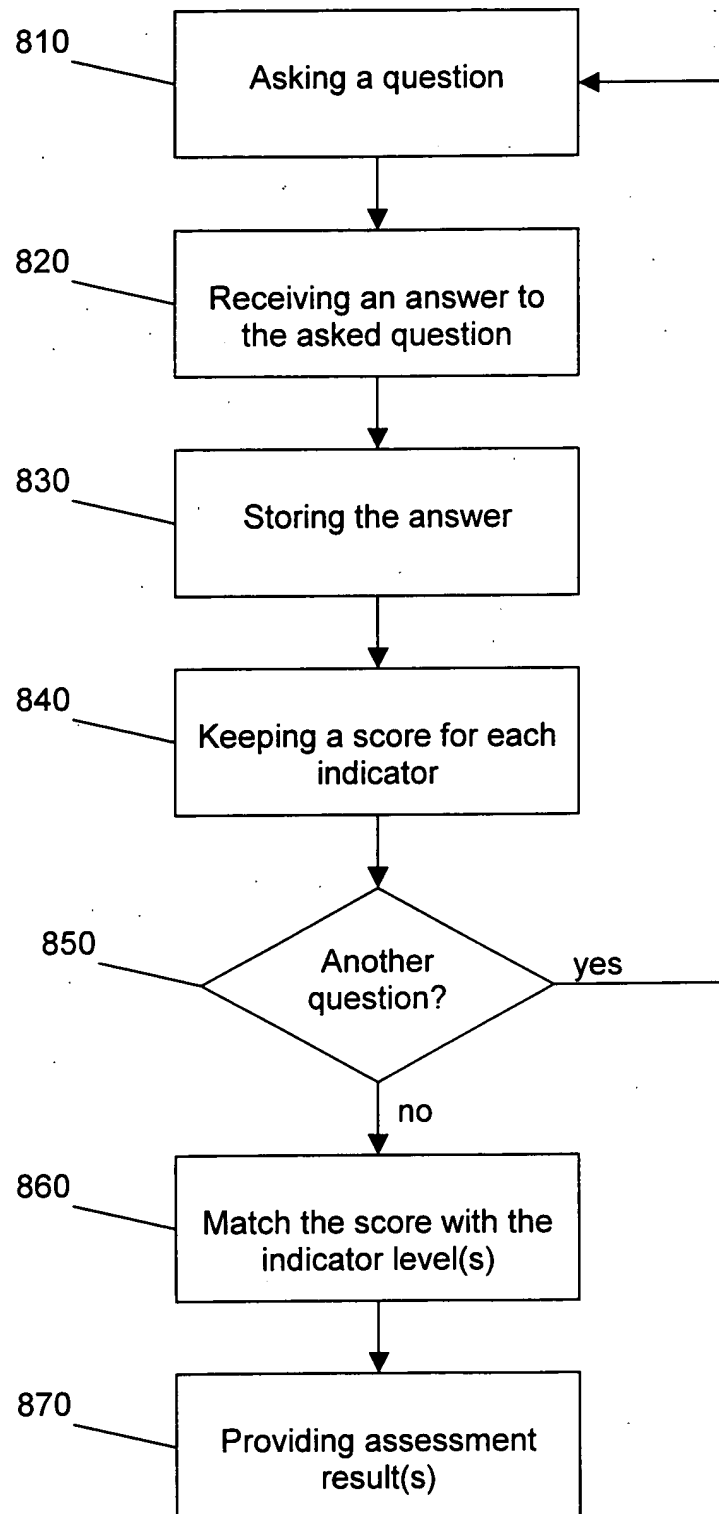 810
Asking a question
820
Receiving an answer to
the asked question
830
Storing the answer
840
Keeping a score for each
indicator
850
Another
question?
yes
no
860
Match the score with the
indicator level(s)
870
Providing assessment
result(s)